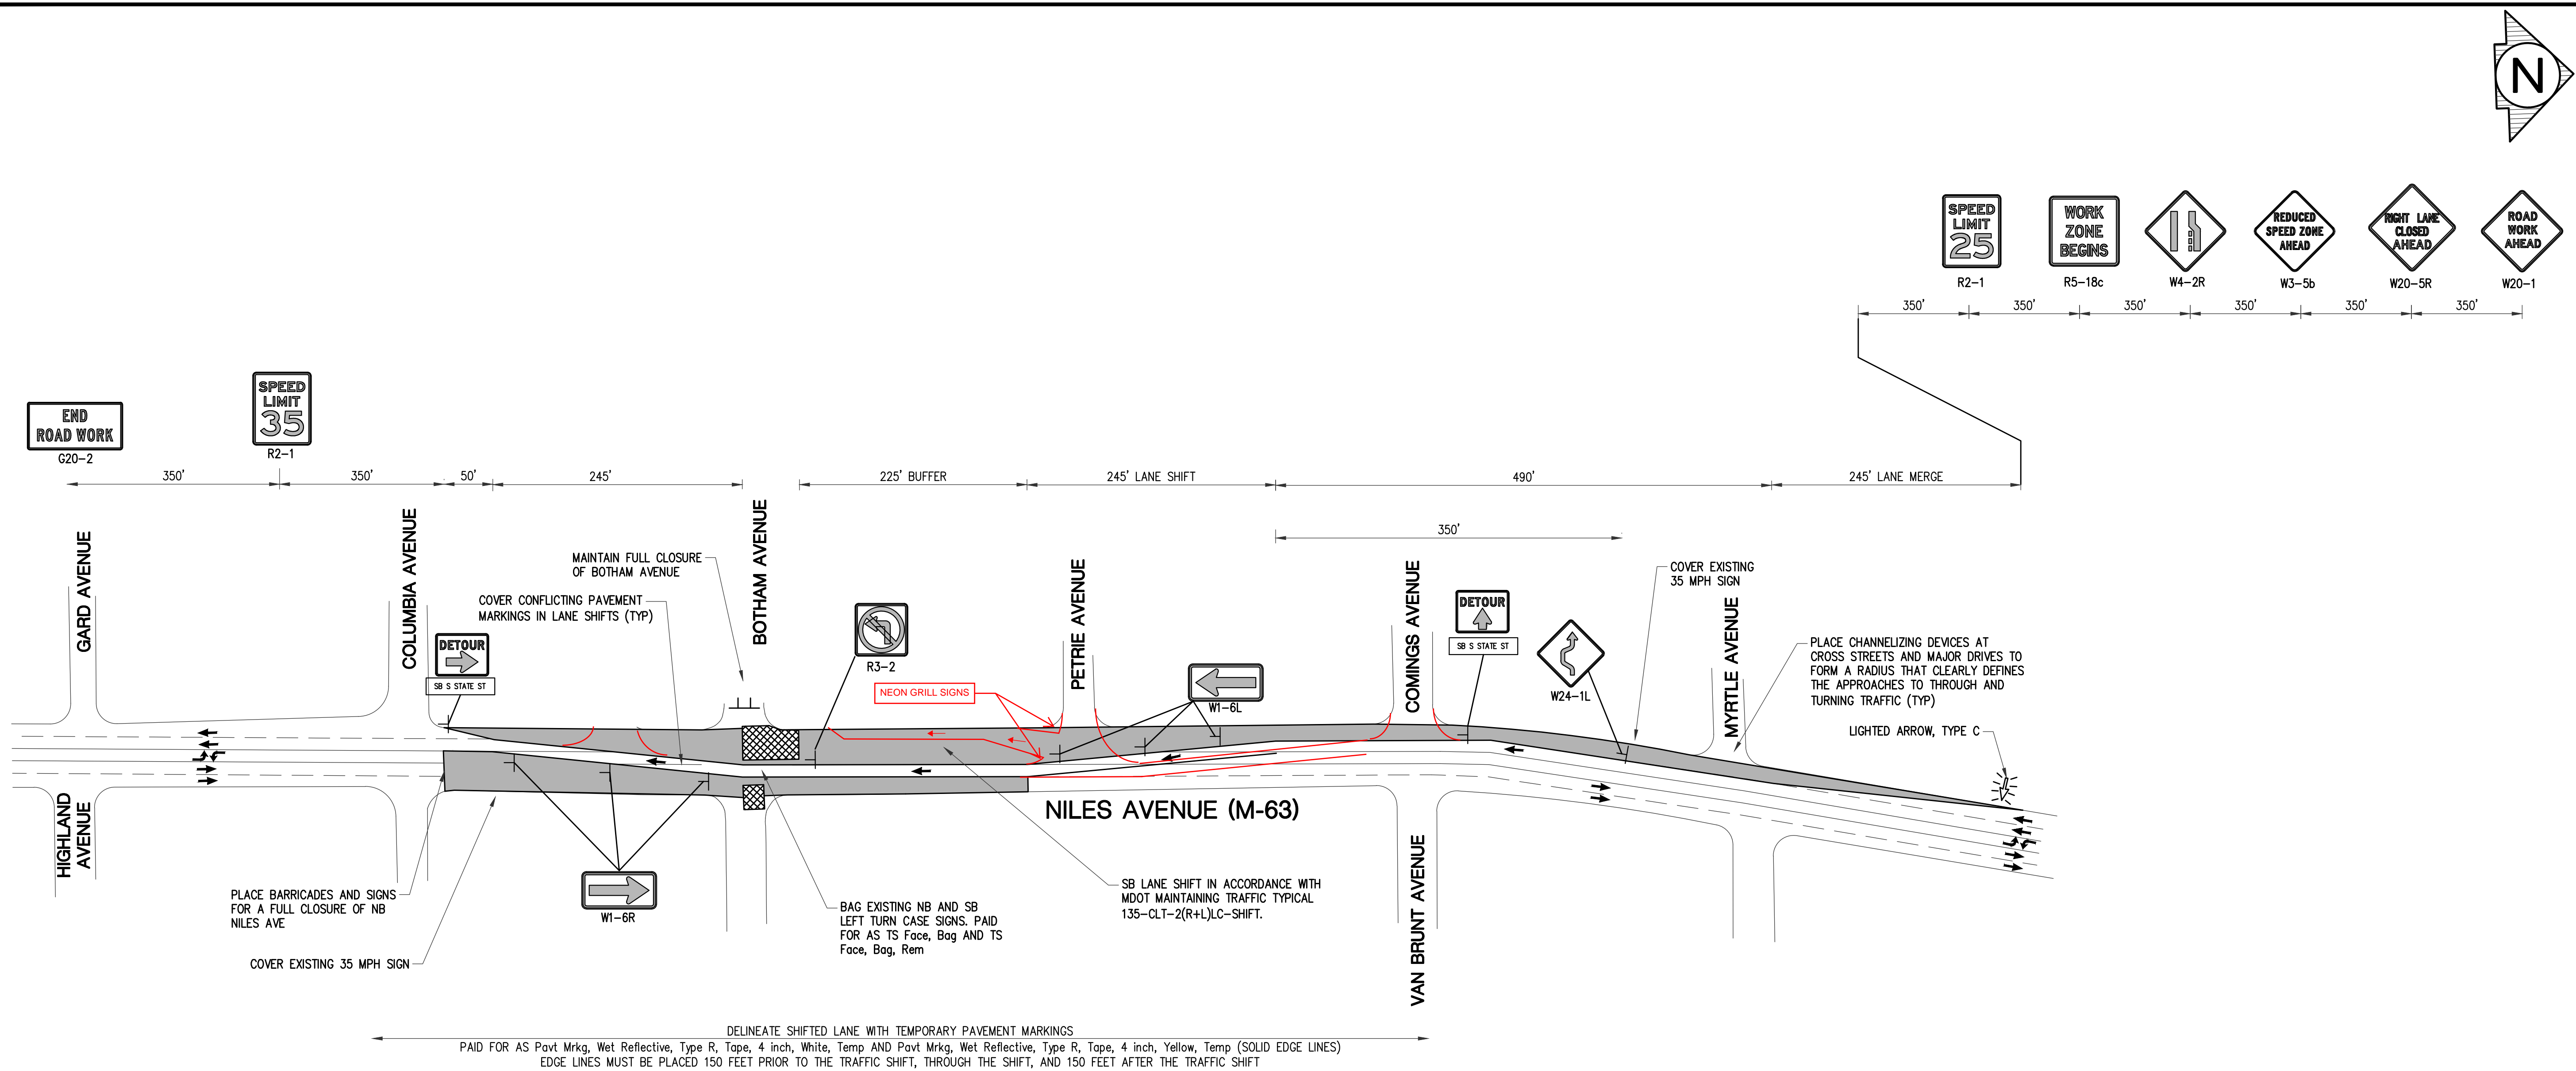 N
SPEED
LIMIT
25
R2-1
WORK
ZONE
BEGINS
R5-18c
W4-2R
REDUCED
SPEED ZONE
AHEAD
W3-5b
RIGHT LANE
CLOSED
AHEAD
W20-5R
ROAD
WORK
AHEAD
W20-1
350' 350' 350' 350' 350' 350'
END
ROAD WORK
G20-2
SPEED
LIMIT
35
R2-1
350' 350' 50' 245' 225' BUFFER 245' LANE SHIFT 490' 245' LANE MERGE
350'
GARD AVENUE
COLUMBIA AVENUE
BOTHAM AVENUE
PETRIE AVENUE
COMINGS AVENUE
MYRTLE AVENUE
MAINTAIN FULL CLOSURE
OF BOTHAM AVENUE
COVER CONFLICTING PAVEMENT
MARKINGS IN LANE SHIFTS (TYP)
DETOUR
SB S STATE ST
R3-2
NEON GRILL SIGNS
W1-6L
DETOUR
SB S STATE ST
W24-1L
COVER EXISTING
35 MPH SIGN
PLACE CHANNELIZING DEVICES AT
CROSS STREETS AND MAJOR DRIVES TO
FORM A RADIUS THAT CLEARLY DEFINES
THE APPROACHES TO THROUGH AND
TURNING TRAFFIC (TYP)
LIGHTED ARROW, TYPE C
NILES AVENUE (M-63)
HIGHLAND
AVENUE
VAN BRUNT AVENUE
PLACE BARRICADES AND SIGNS
FOR A FULL CLOSURE OF NB
NILES AVE
COVER EXISTING 35 MPH SIGN
W1-6R
BAG EXISTING NB AND SB
LEFT TURN CASE SIGNS. PAID
FOR AS TS Face, Bag AND TS
Face, Bag, Rem
SB LANE SHIFT IN ACCORDANCE WITH
MDOT MAINTAINING TRAFFIC TYPICAL
135-CLT-2(R+L)LC-SHIFT.
DELINEATE SHIFTED LANE WITH TEMPORARY PAVEMENT MARKINGS
PAID FOR AS Pavt Mrkg, Wet Reflective, Type R, Tape, 4 inch, White, Temp AND Pavt Mrkg, Wet Reflective, Type R, Tape, 4 inch, Yellow, Temp (SOLID EDGE LINES)
EDGE LINES MUST BE PLACED 150 FEET PRIOR TO THE TRAFFIC SHIFT, THROUGH THE SHIFT, AND 150 FEET AFTER THE TRAFFIC SHIFT